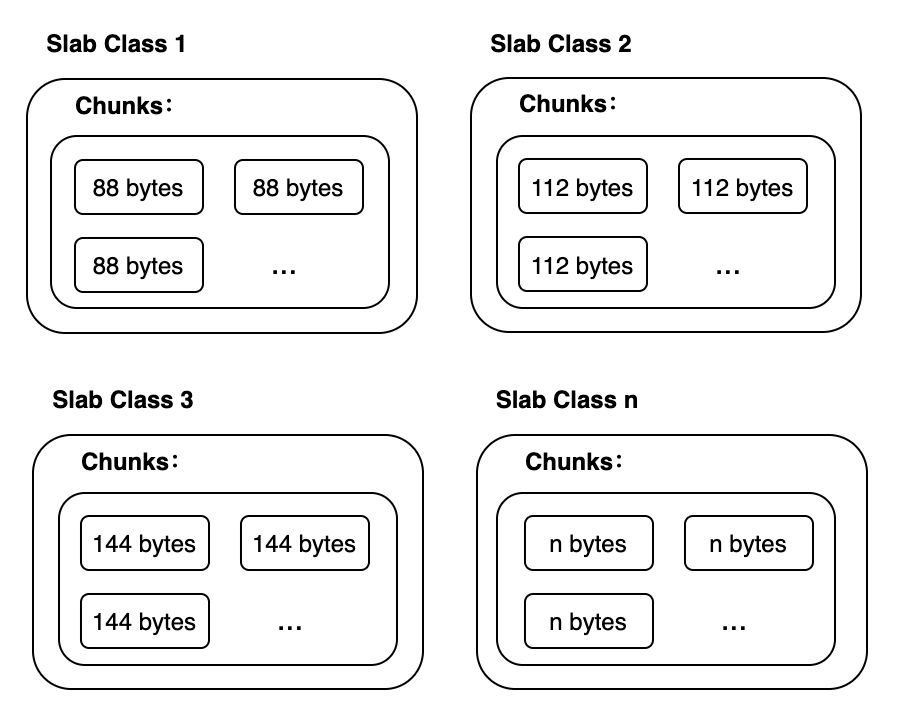 Slab Class 1
Chunks：
88 bytes 88 bytes
88 bytes ...
Slab Class 2
Chunks：
112 bytes 112 bytes
112 bytes ...
Slab Class 3
Chunks：
144 bytes 144 bytes
144 bytes ...
Slab Class n
Chunks：
n bytes n bytes
n bytes ...